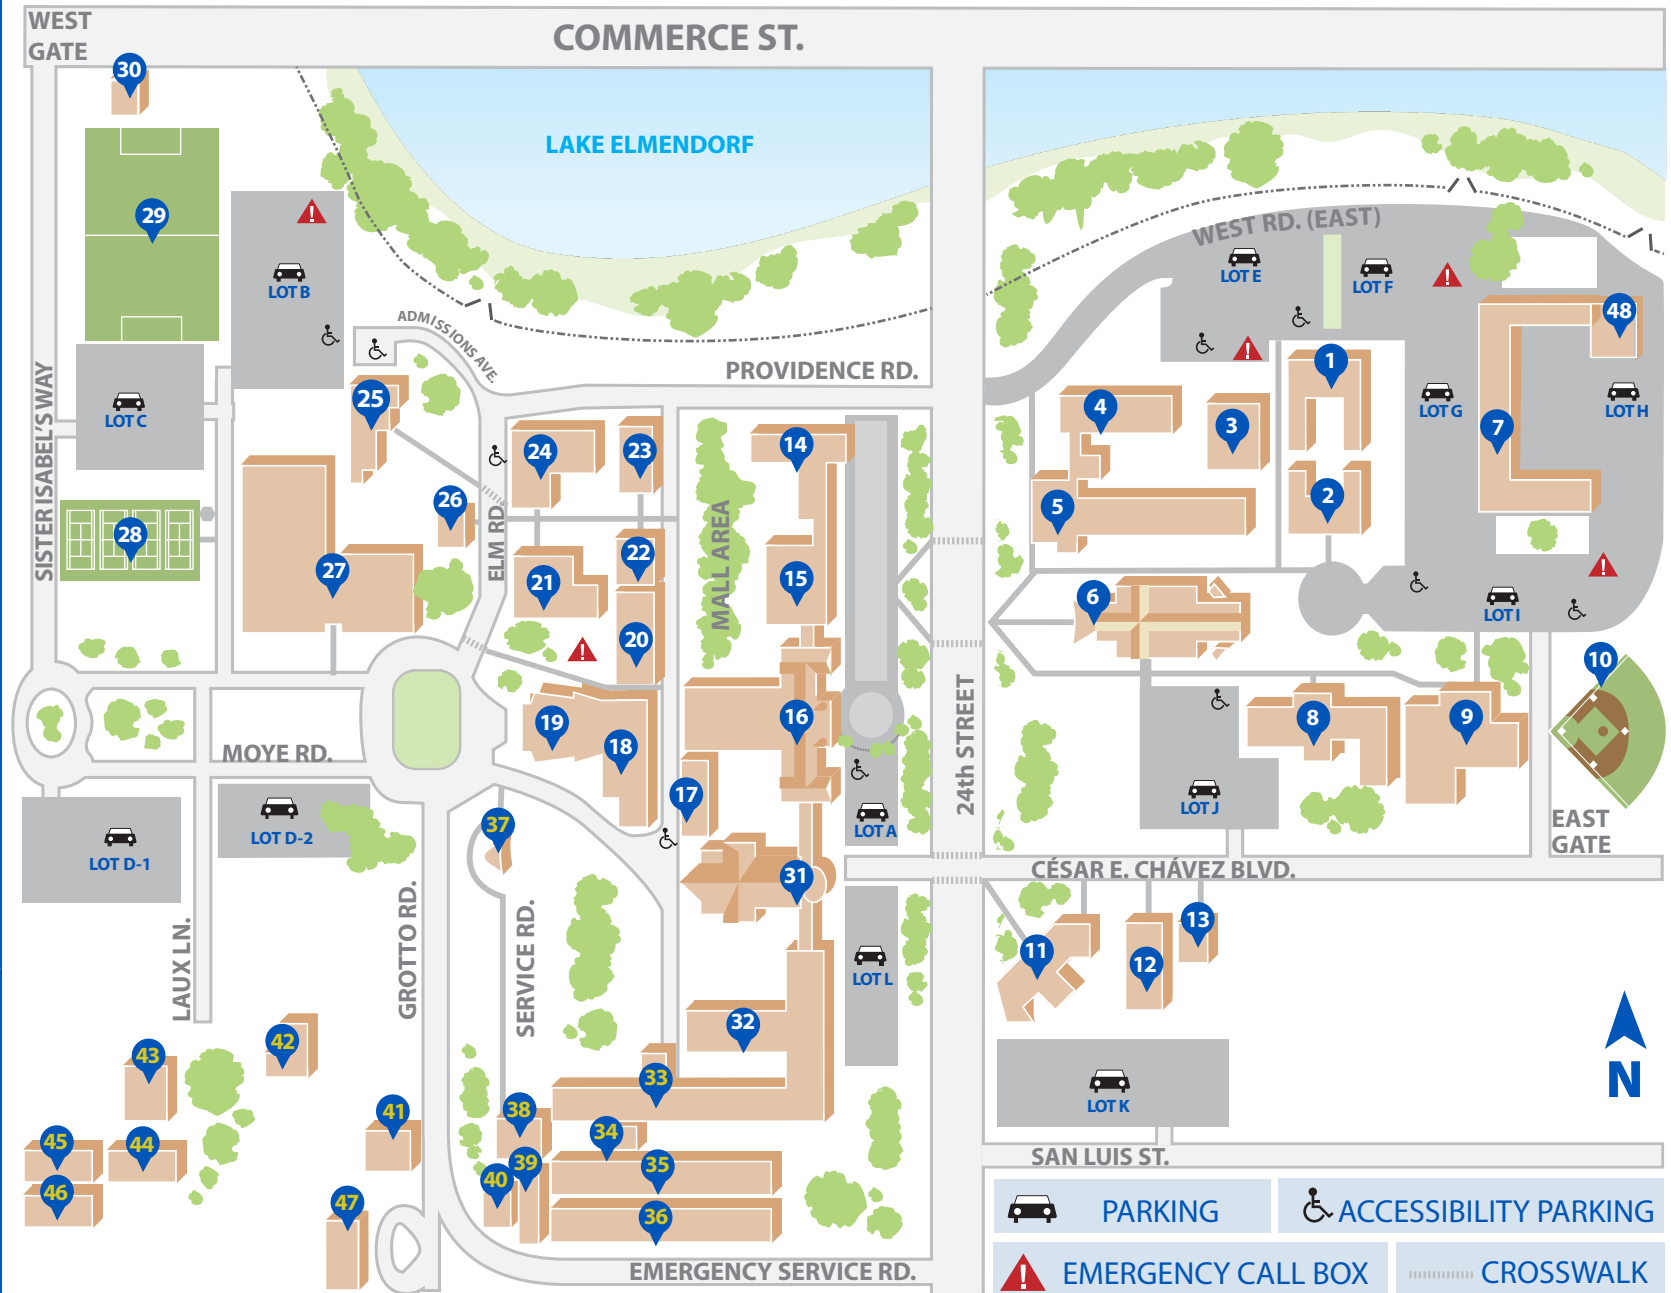 WEST
GATE
COMMERCE ST.
30
LAKE ELMENDORF
29
LOT B
WEST RD. (EAST)
LOT E
LOT F
48
ADMISSIONS AVE.
PROVIDENCE RD.
SISTER ISABEL'S WAY
LOT C
25
1
4
3
LOT G
7
LOT H
24
23
14
26
5
2
28
ELM RD.
MALL AREA
27
21
22
15
6
LOT I
20
10
19
18
16
24th STREET
8
9
MOYE RD.
17
LOT J
LOT D-1
LOT D-2
37
LOT A
EAST
GATE
31
CÉSAR E. CHÁVEZ BLVD.
LAUX LN.
GROTTO RD.
SERVICE RD.
LOT L
11
12
13
32
42
43
33
N
LOT K
41
38
34
45
44
39
35
40
46
47
36
SAN LUIS ST.
EMERGENCY SERVICE RD.
PARKING
ACCESSIBILITY PARKING
EMERGENCY CALL BOX
CROSSWALK